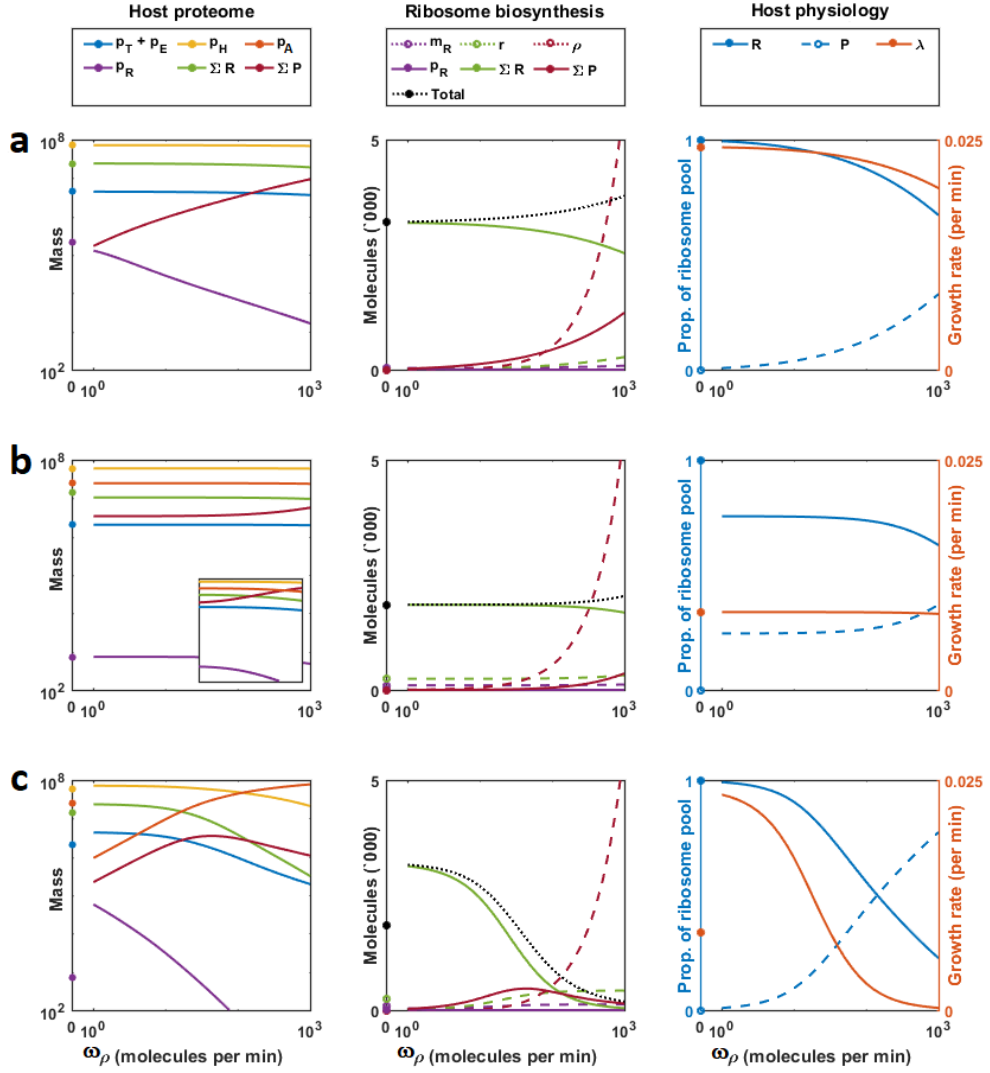 Host proteome
Ribosome biosynthesis
Host physiology
p_T + p_E p_H p_A
p_R Σ R Σ P
m_R r ρ
p_R Σ R Σ P
Total
R P λ
a
10^8
Mass
10^2
0 10^0 10^3
5
Molecules (`000)
0
0 10^0 10^3
1
Prop. of ribosome pool
0
0 10^0 10^3
0.025
Growth rate (per min)
0
b
10^8
Mass
10^2
0 10^0 10^3
5
Molecules (`000)
0
0 10^0 10^3
1
Prop. of ribosome pool
0
0 10^0 10^3
0.025
Growth rate (per min)
0
c
10^8
Mass
10^2
0 10^0 10^3
ω_ρ (molecules per min)
5
Molecules (`000)
0
0 10^0 10^3
ω_ρ (molecules per min)
1
Prop. of ribosome pool
0
0 10^0 10^3
0.025
Growth rate (per min)
0
ω_ρ (molecules per min)